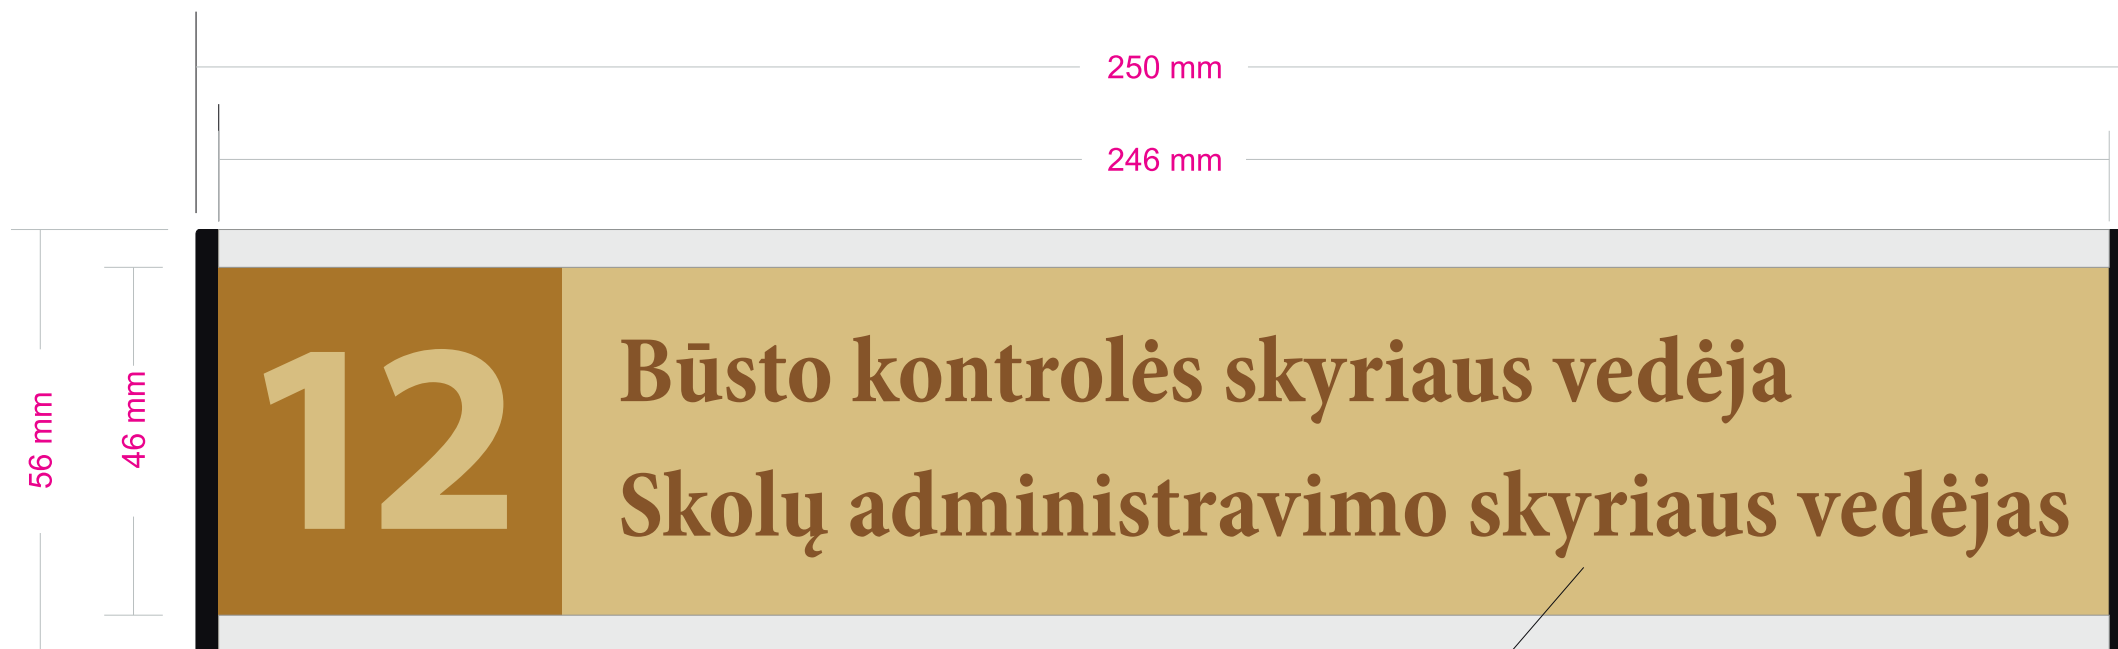 250 mm
246 mm
56 mm
46 mm
12
Būsto kontrolės skyriaus vedėja
Skolų administravimo skyriaus vedėjas